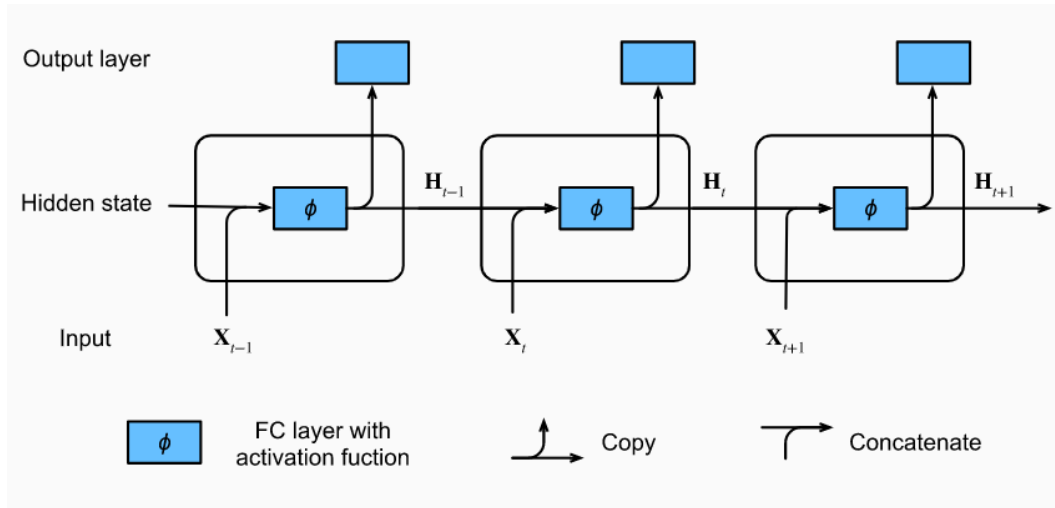 Output layer
Hidden state
ϕ
H_{t−1}
ϕ
H_t
ϕ
H_{t+1}
Input
X_{t−1}
X_t
X_{t+1}
ϕ
FC layer with
activation fuction
Copy
Concatenate